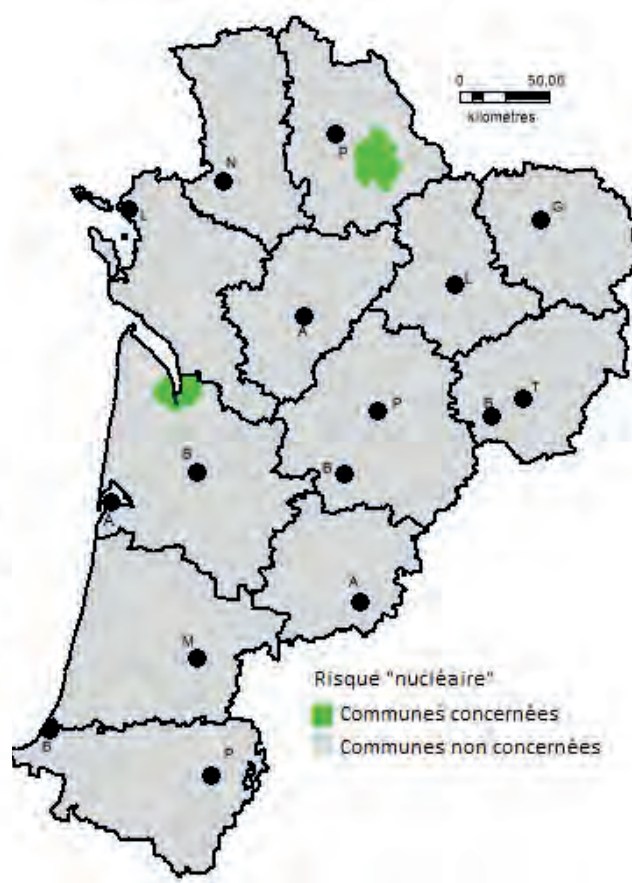 0 50,00
kilomètres
P
N
L
G
L
A
P
T
B
B
B
A
A
M
B
P
Risque "nucléaire"
Communes concernées
Communes non concernées